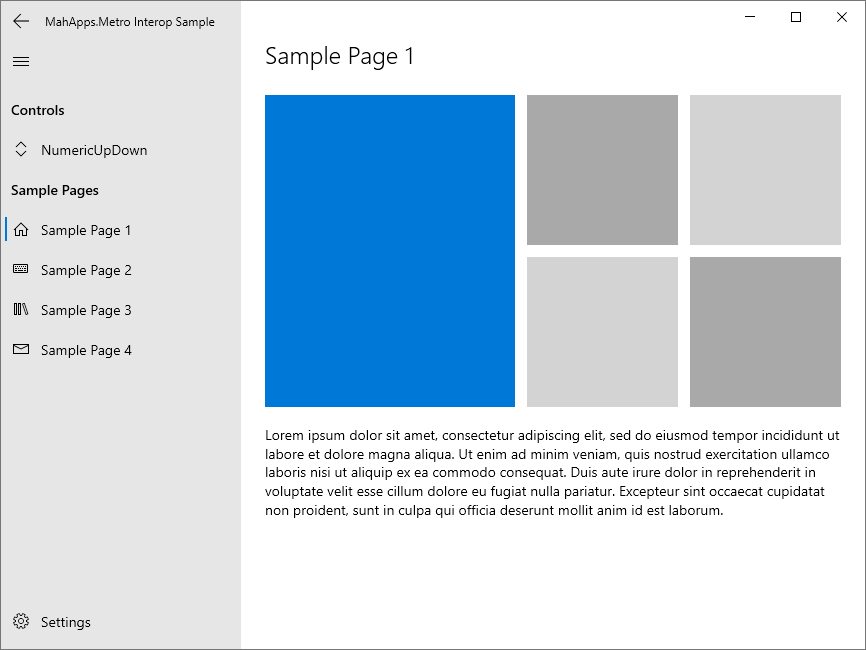 MahApps.Metro Interop Sample
Controls
NumericUpDown
Sample Pages
Sample Page 1
Sample Page 2
Sample Page 3
Sample Page 4
Settings
Sample Page 1
Lorem ipsum dolor sit amet, consectetur adipiscing elit, sed do eiusmod tempor incididunt ut
labore et dolore magna aliqua. Ut enim ad minim veniam, quis nostrud exercitation ullamco
laboris nisi ut aliquip ex ea commodo consequat. Duis aute irure dolor in reprehenderit in
voluptate velit esse cillum dolore eu fugiat nulla pariatur. Excepteur sint occaecat cupidatat
non proident, sunt in culpa qui officia deserunt mollit anim id est laborum.